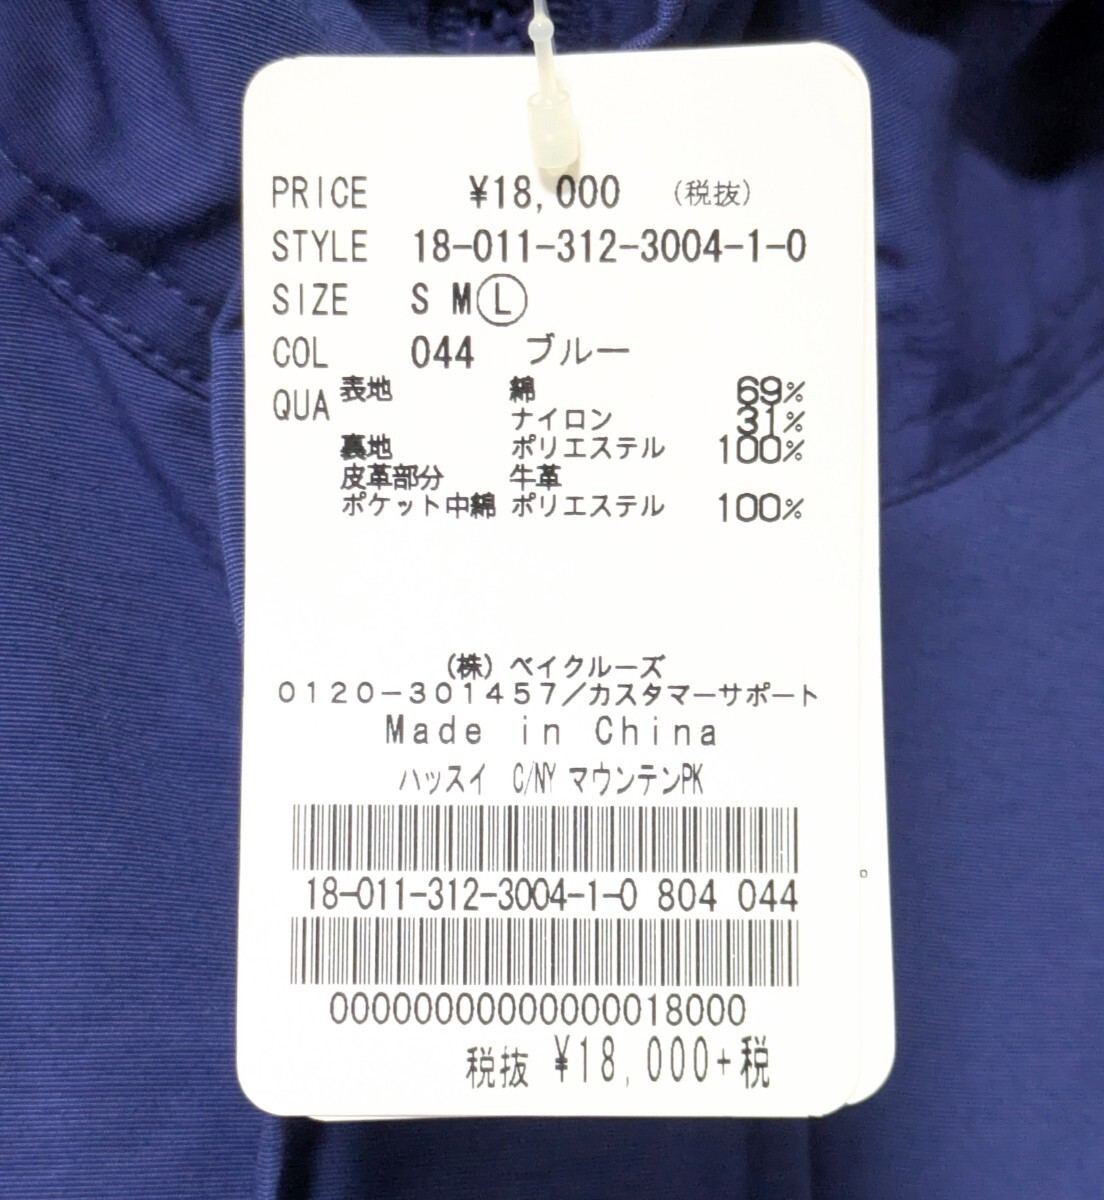 PRICE ¥18,000 (税抜)
STYLE 18-011-312-3004-1-0
SIZE S M L
COL 044 ブルー
QUA 表地 綿 69%
ナイロン 31%
裏地 ポリエステル 100%
皮革部分 牛革
ポケット中綿 ポリエステル 100%
(株)ベイクルーズ
0120-301457/カスタマーサポート
Made in China
ハッスイ C/NY マウンテンPK
18-011-312-3004-1-0 804 044
00000000000000018000
税抜 ¥18,000+税